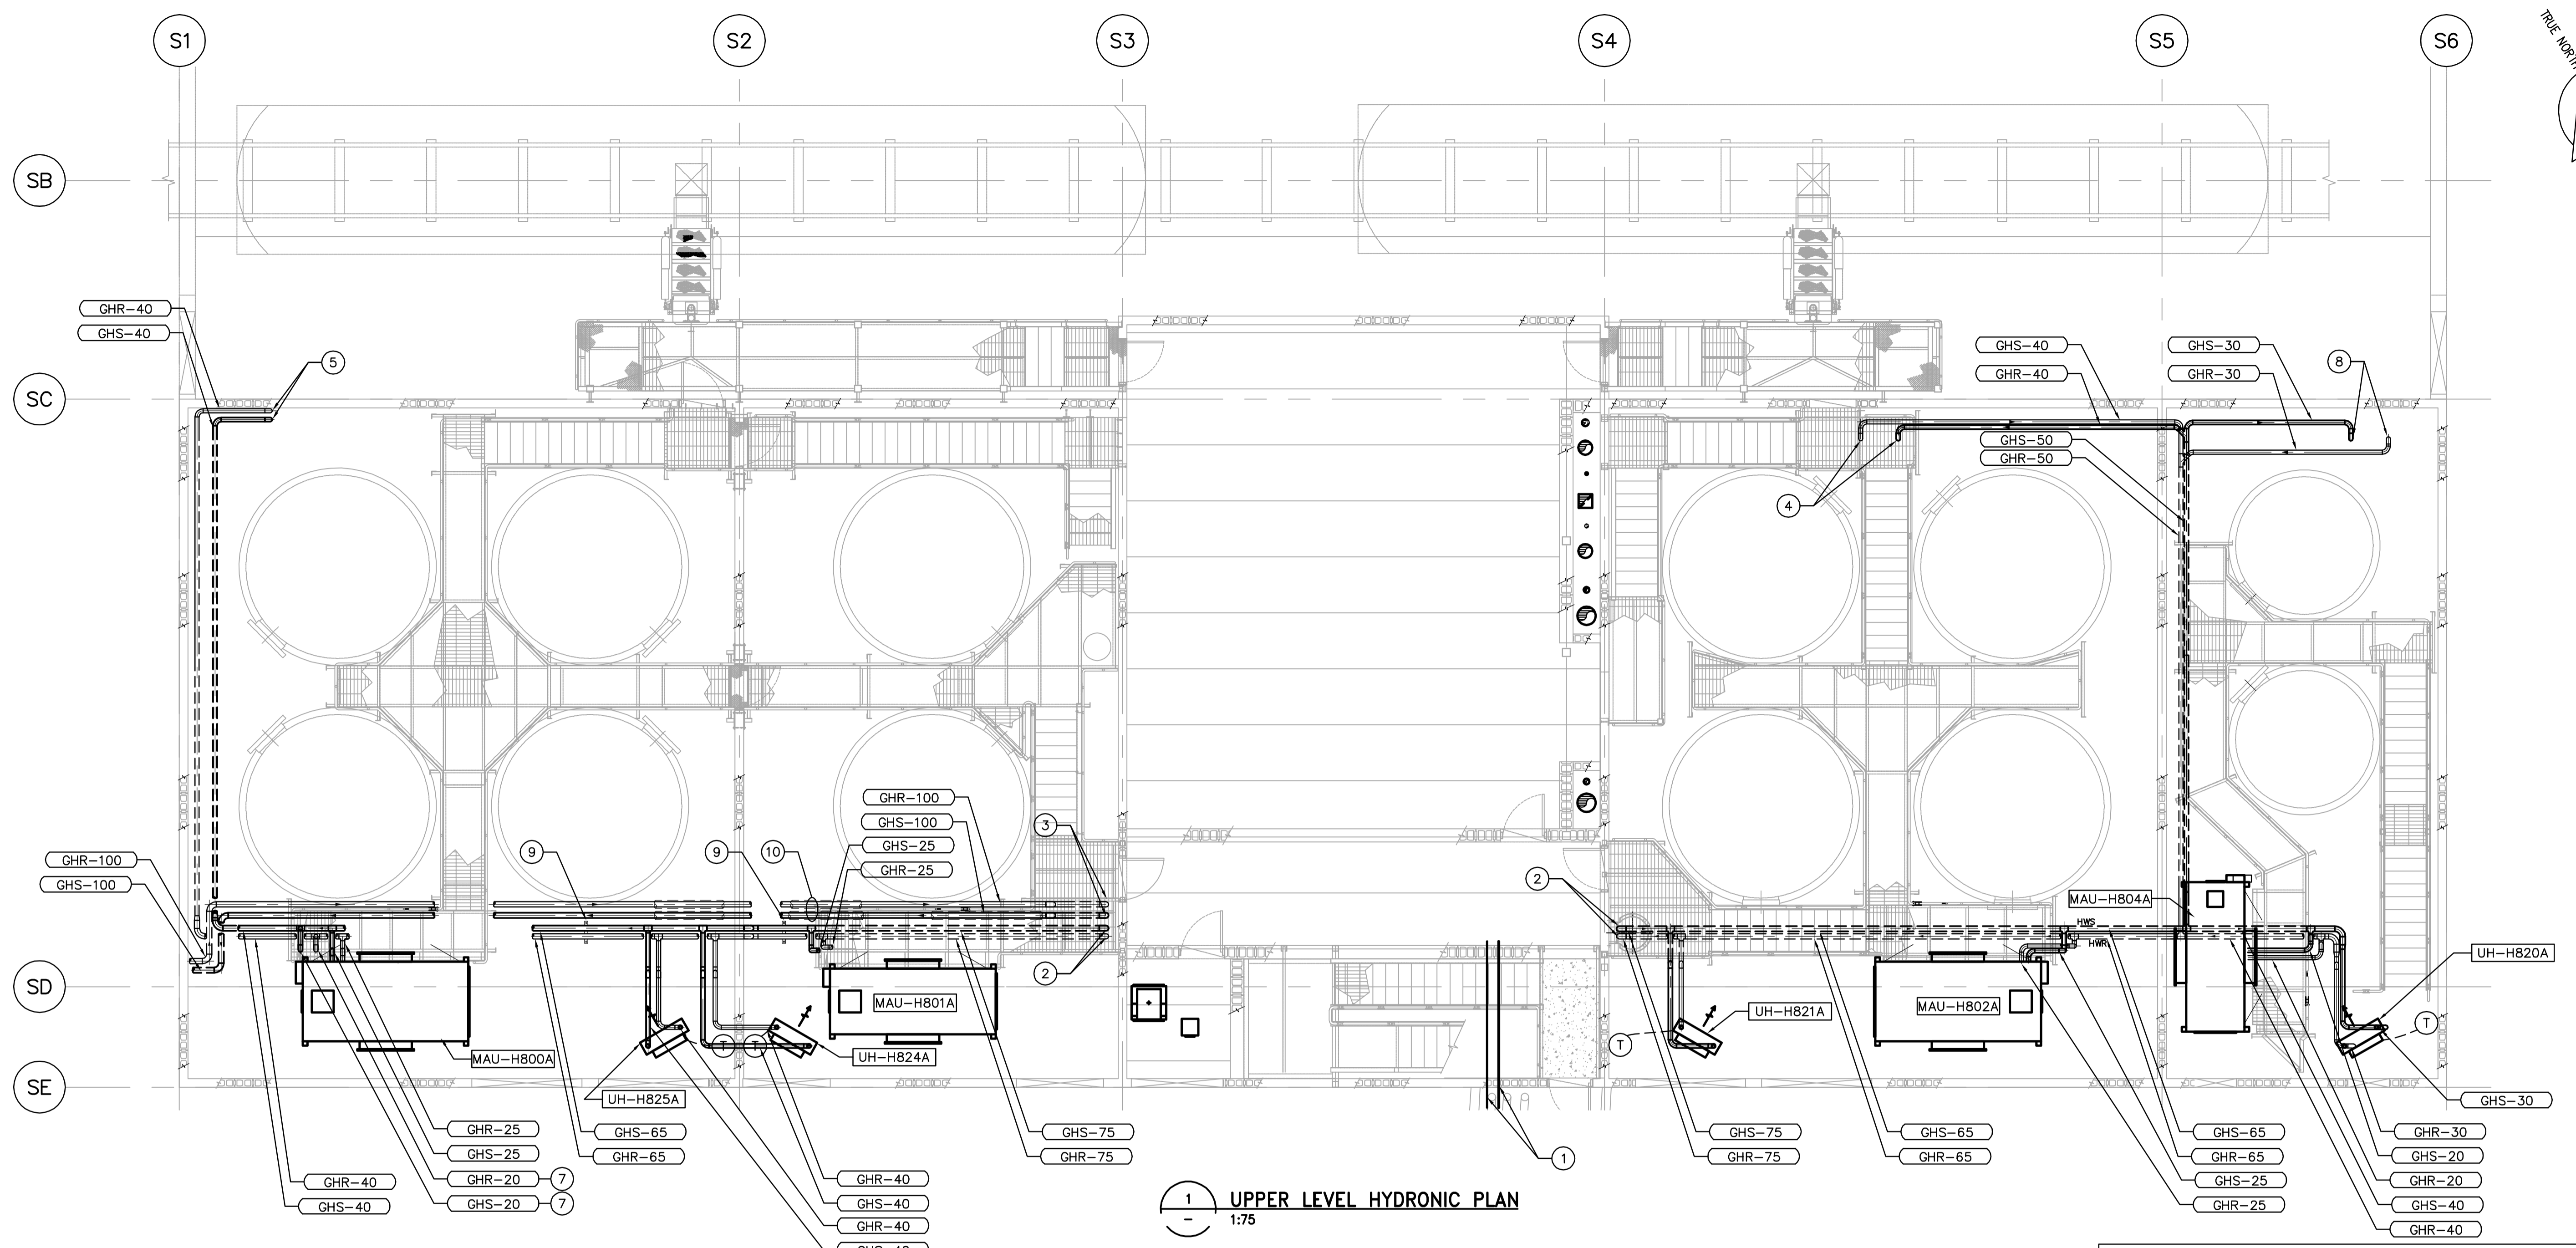 S1
S2
S3
S4
S5
S6
TRUE NORTH
SB
SC
SD
SE
GHR-40
GHS-40
5
GHS-40
GHR-40
GHS-30
GHR-30
8
GHS-50
GHR-50
4
GHR-100
GHS-100
GHS-25
GHR-25
3
9
9
10
GHR-100
GHS-100
2
2
MAU-H804A
HWS
HWR
UH-H820A
MAU-H801A
MAU-H802A
UH-H821A
T
T
T
T
MAU-H800A
UH-H824A
UH-H825A
GHS-30
GHR-25
GHS-25
GHR-20
7
GHS-20
7
GHR-40
GHS-40
GHS-65
GHR-65
GHR-40
GHS-40
GHR-40
GHS-75
GHR-75
1
GHS-75
GHR-75
GHS-65
GHR-65
GHS-65
GHR-65
GHS-25
GHR-25
GHR-30
GHS-20
GHR-20
GHS-40
GHR-40
1
-
UPPER LEVEL HYDRONIC PLAN
1:75